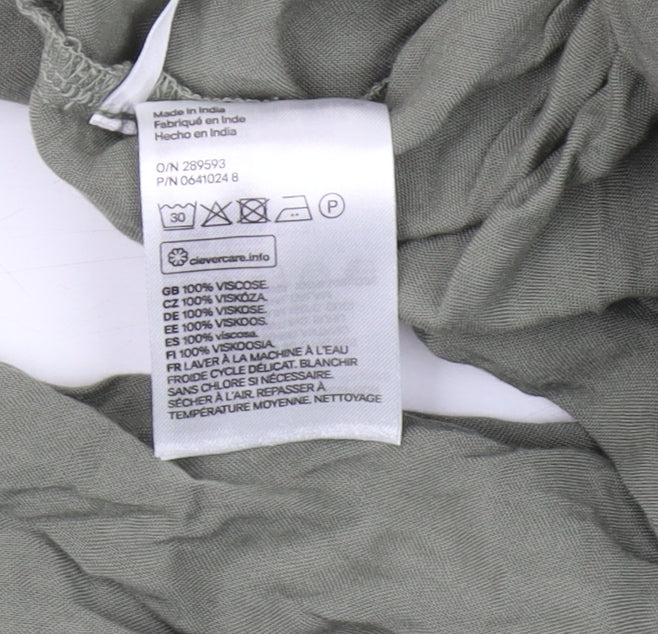 Made in India
Fabriqué en Inde
Hecho en India
O/N 289593
P/N 0641024 8
30 P
clevercare.info
GB 100% VISCOSE.
CZ 100% VISKÓZA.
DE 100% VISKOSE.
EE 100% VISKOOS.
ES 100% viscosa.
FI 100% VISKOOSIA.
FR LAVER À LA MACHINE À L'EAU
FROIDE CYCLE DÉLICAT. BLANCHIR
SANS CHLORE SI NÉCESSAIRE.
SÉCHER À L'AIR. REPASSER À
TEMPÉRATURE MOYENNE. NETTOYAGE